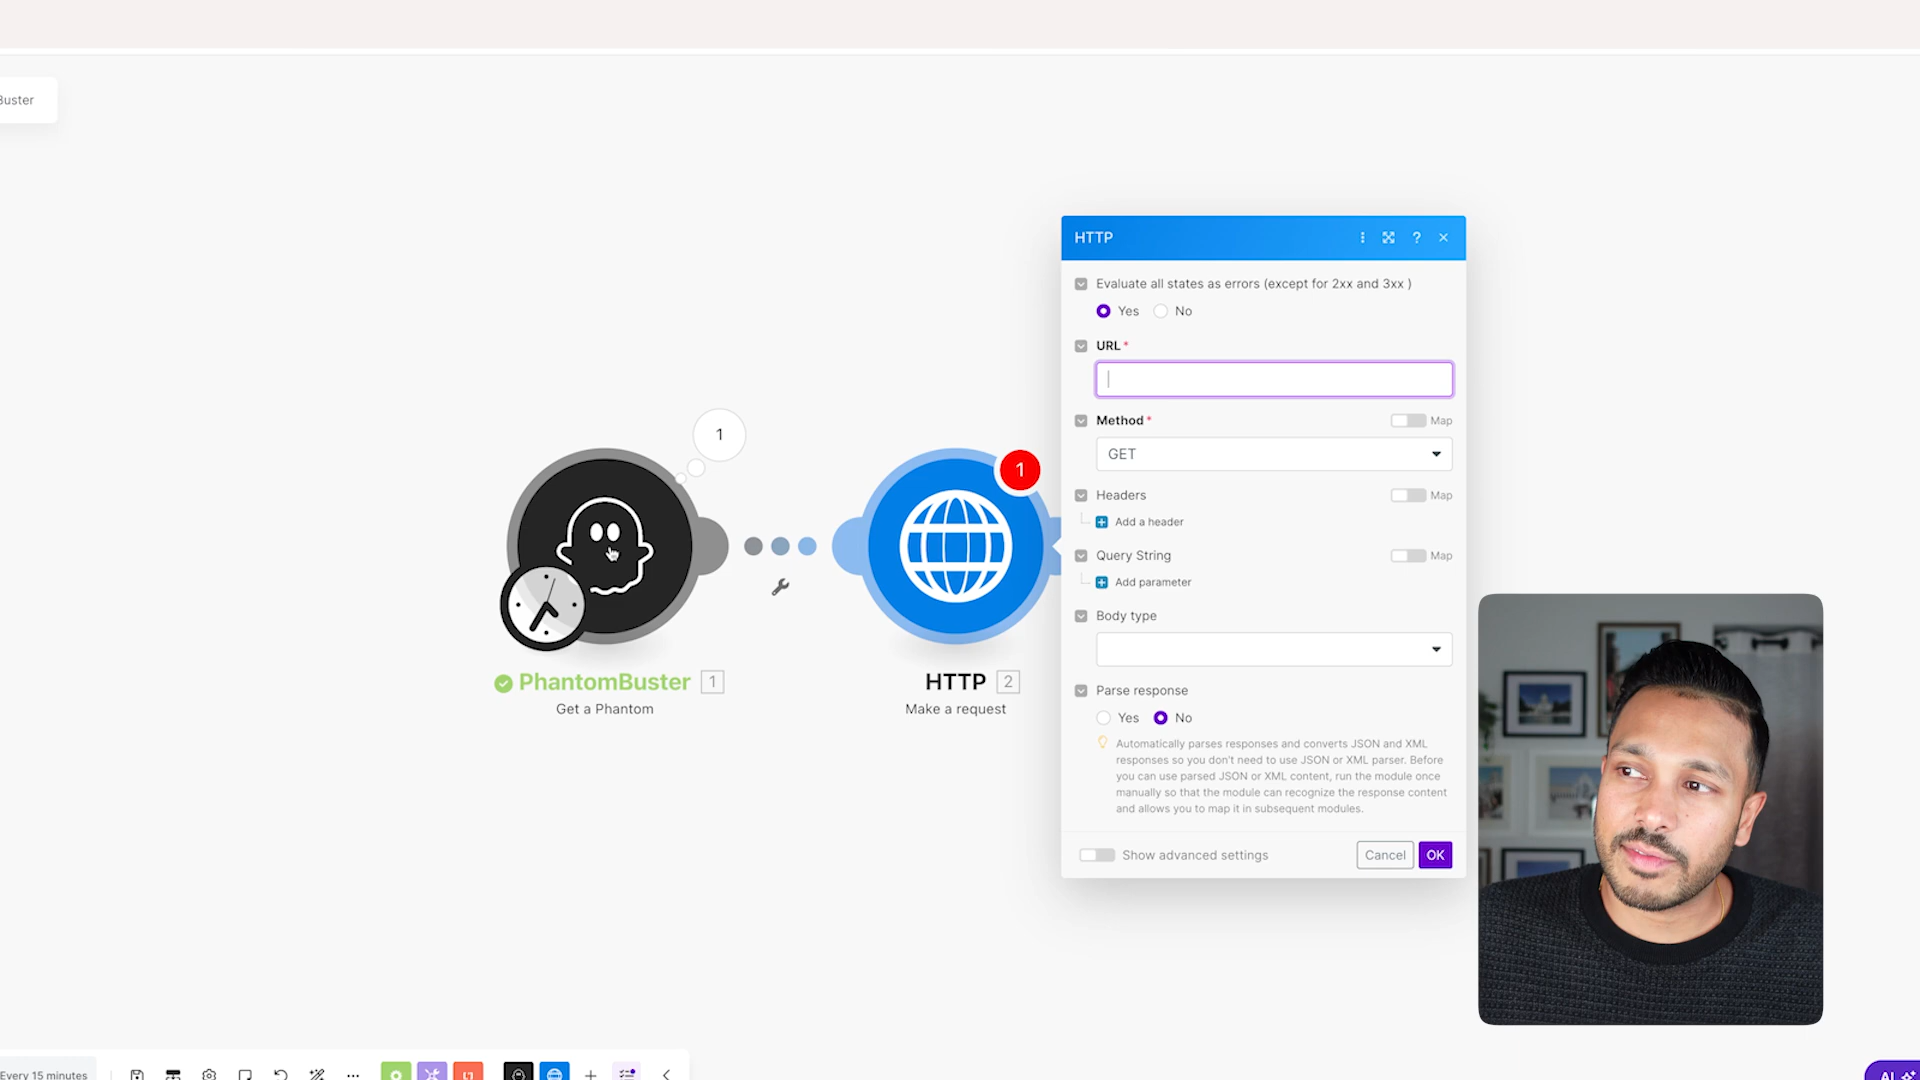 Buster
HTTP
Evaluate all states as errors (except for 2xx and 3xx )
Yes No
URL *
Method * Map
GET
Headers Map
Add a header
Query String Map
Add parameter
Body type
Parse response
Yes No
Automatically parses responses and converts JSON and XML
responses so you don't need to use JSON or XML parser. Before
you can use parsed JSON or XML content, run the module once
manually so that the module can recognize the response content
and allows you to map it in subsequent modules.
Show advanced settings Cancel OK
1
1
PhantomBuster 1
Get a Phantom
HTTP 2
Make a request
Every 15 minutes
AI